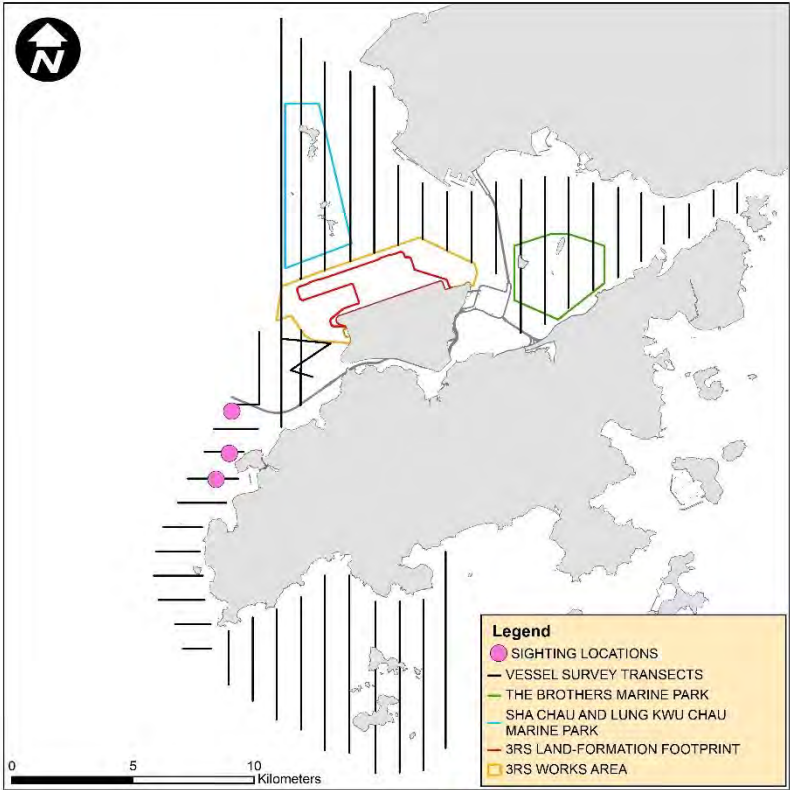 N
Legend
SIGHTING LOCATIONS
VESSEL SURVEY TRANSECTS
THE BROTHERS MARINE PARK
SHA CHAU AND LUNG KWU CHAU
MARINE PARK
3RS LAND-FORMATION FOOTPRINT
3RS WORKS AREA
0 5 10
Kilometers